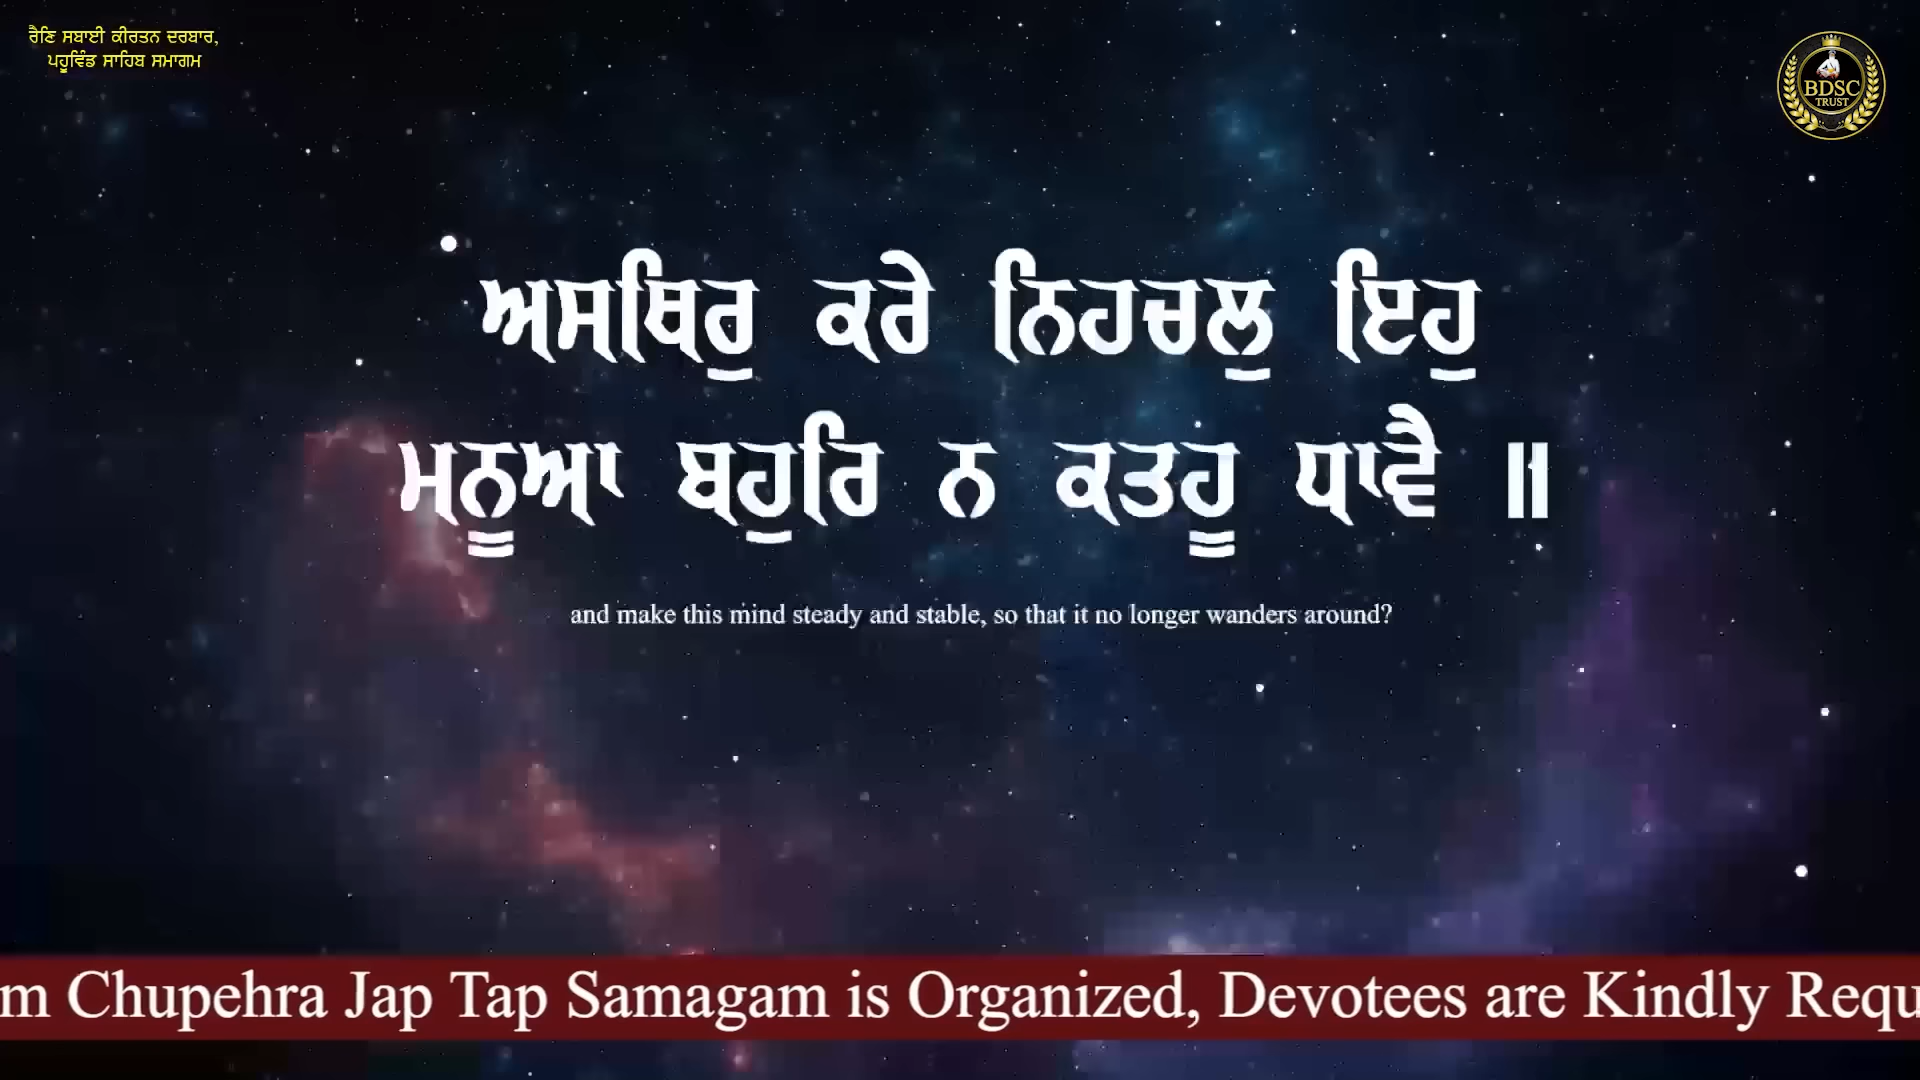 ਰੈਣਿ ਸਬਾਈ ਕੀਰਤਨ ਦਰਬਾਰ,
ਪਹੂਵਿੰਡ ਸਾਹਿਬ ਸਮਾਗਮ
BDSC
TRUST
ਅਸਥਿਰੁ ਕਰੇ ਨਿਹਚਲੁ ਇਹੁ
ਮਨੂਆ ਬਹੁਰਿ ਨ ਕਤਹੂ ਧਾਵੈ ॥
and make this mind steady and stable, so that it no longer wanders around?
m Chupehra Jap Tap Samagam is Organized, Devotees are Kindly Requ